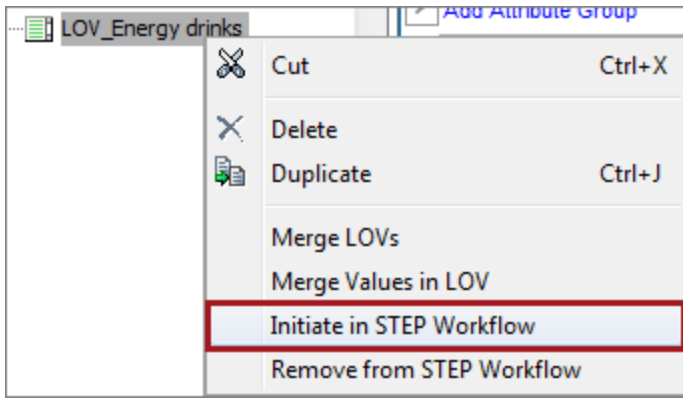 Add Attribute Group
LOV_Energy drinks
Cut Ctrl+X
Delete
Duplicate Ctrl+J
Merge LOVs
Merge Values in LOV
Initiate in STEP Workflow
Remove from STEP Workflow